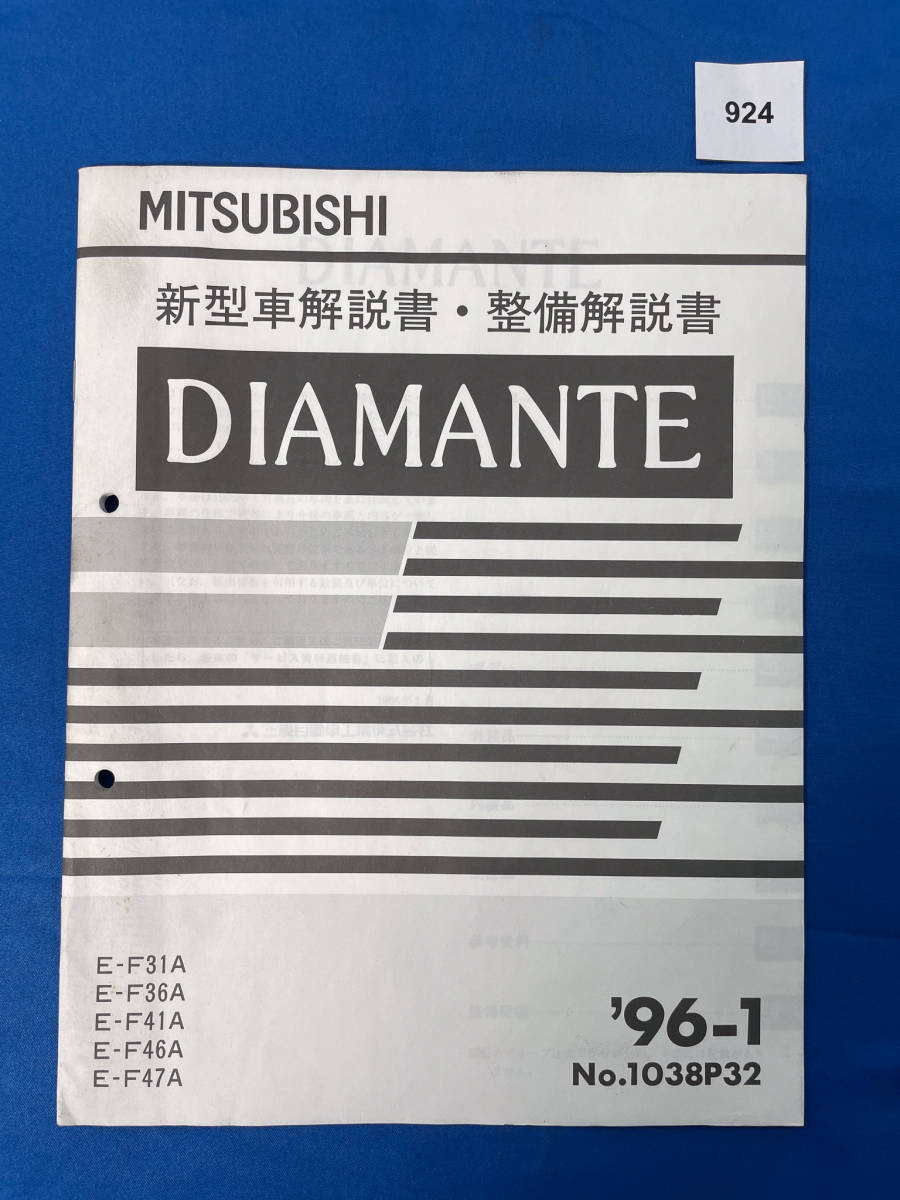 924
MITSUBISHI
新型車解説書・整備解説書
DIAMANTE
E-F31A
E-F36A
E-F41A
E-F46A
E-F47A
'96-1
No.1038P32